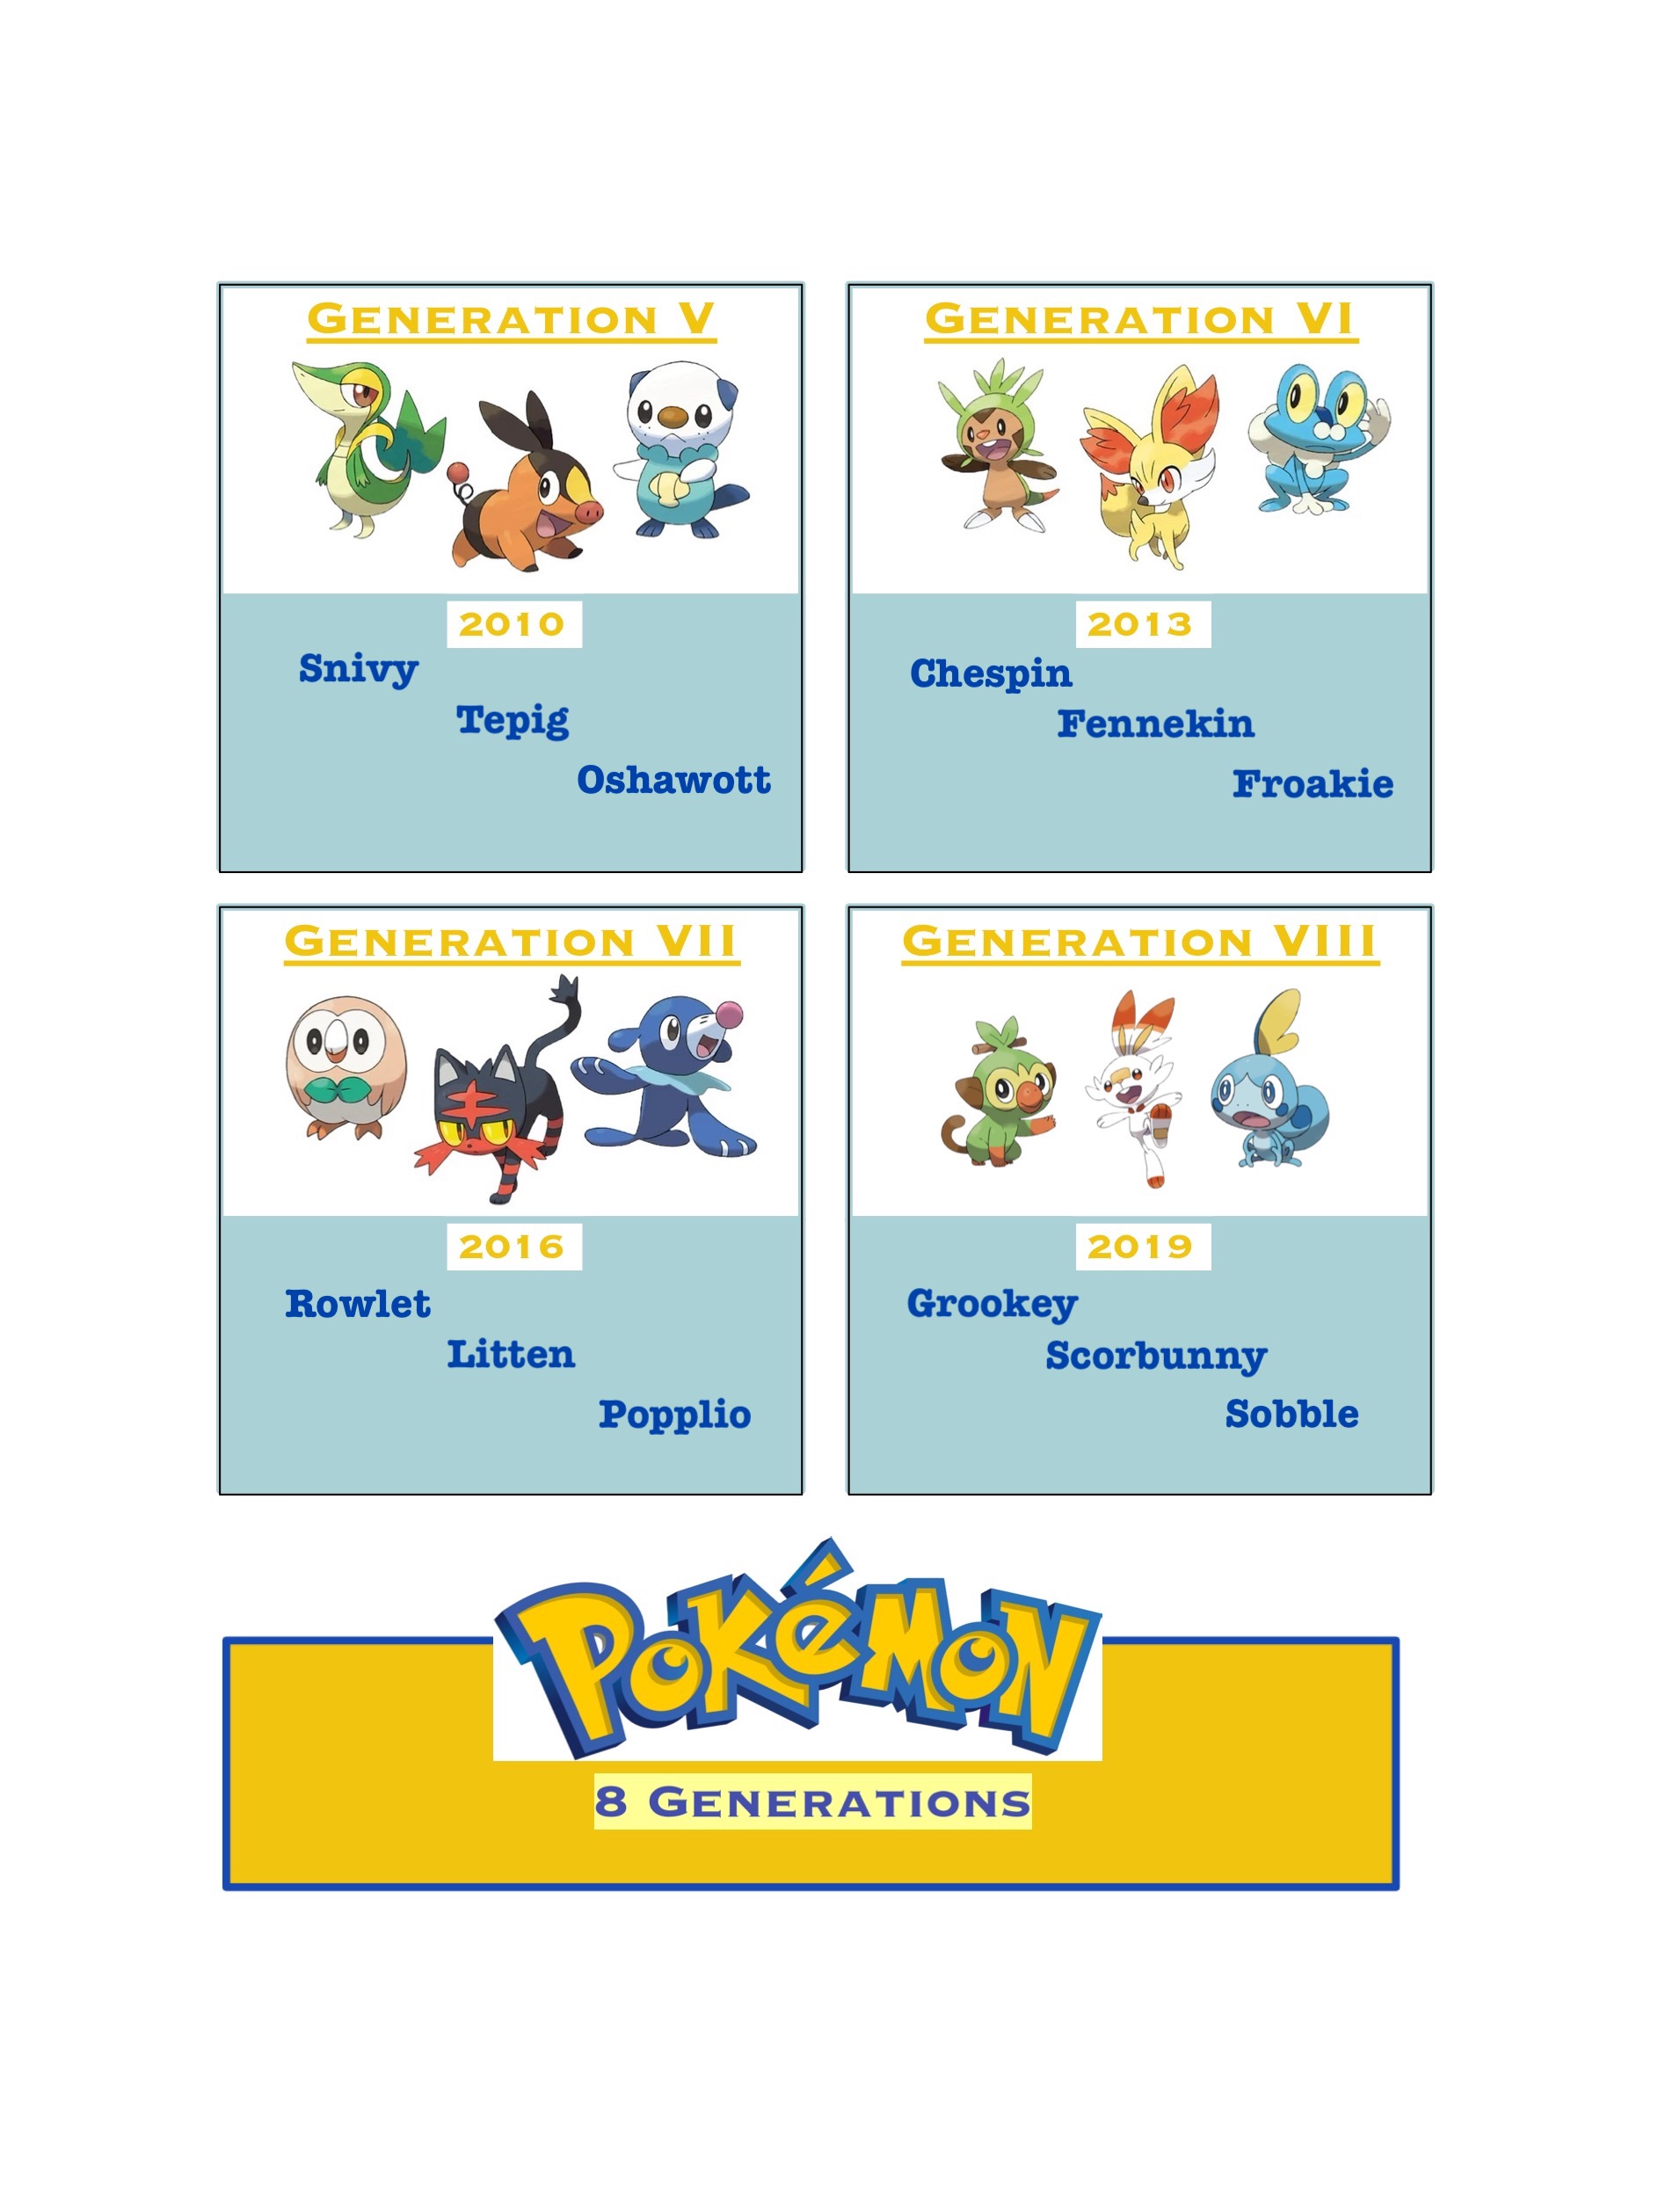 Generation V
2010
Snivy
Tepig
Oshawott
Generation VI
2013
Chespin
Fennekin
Froakie
Generation VII
2016
Rowlet
Litten
Popplio
Generation VIII
2019
Grookey
Scorbunny
Sobble
Pokémon
8 Generations